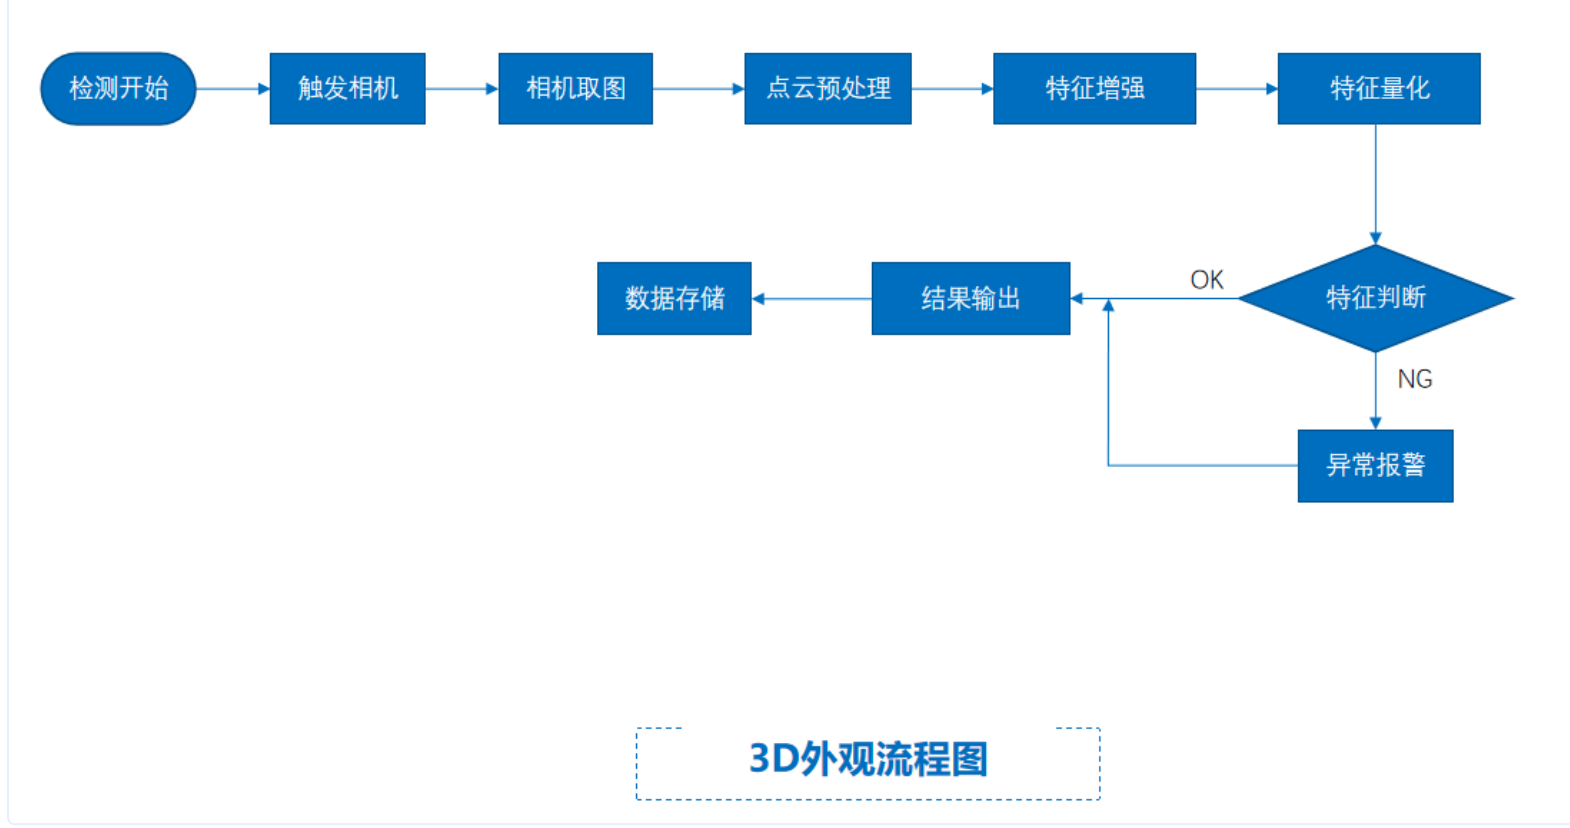 检测开始
触发相机
相机取图
点云预处理
特征增强
特征量化
特征判断
OK
结果输出
数据存储
NG
异常报警
3D外观流程图